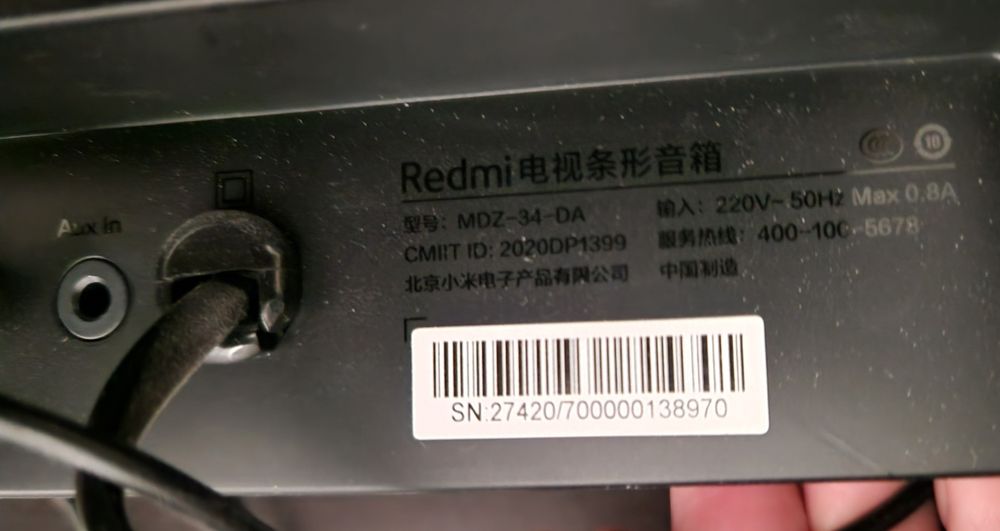 Redmi电视条形音箱
10
Aux in
型号: MDZ-34-DA
输入: 220V~50Hz Max 0.8A
CMIIT ID: 2020DP1399
服务热线: 400-100-5678
北京小米电子产品有限公司
中国制造
SN:27420/700000138970